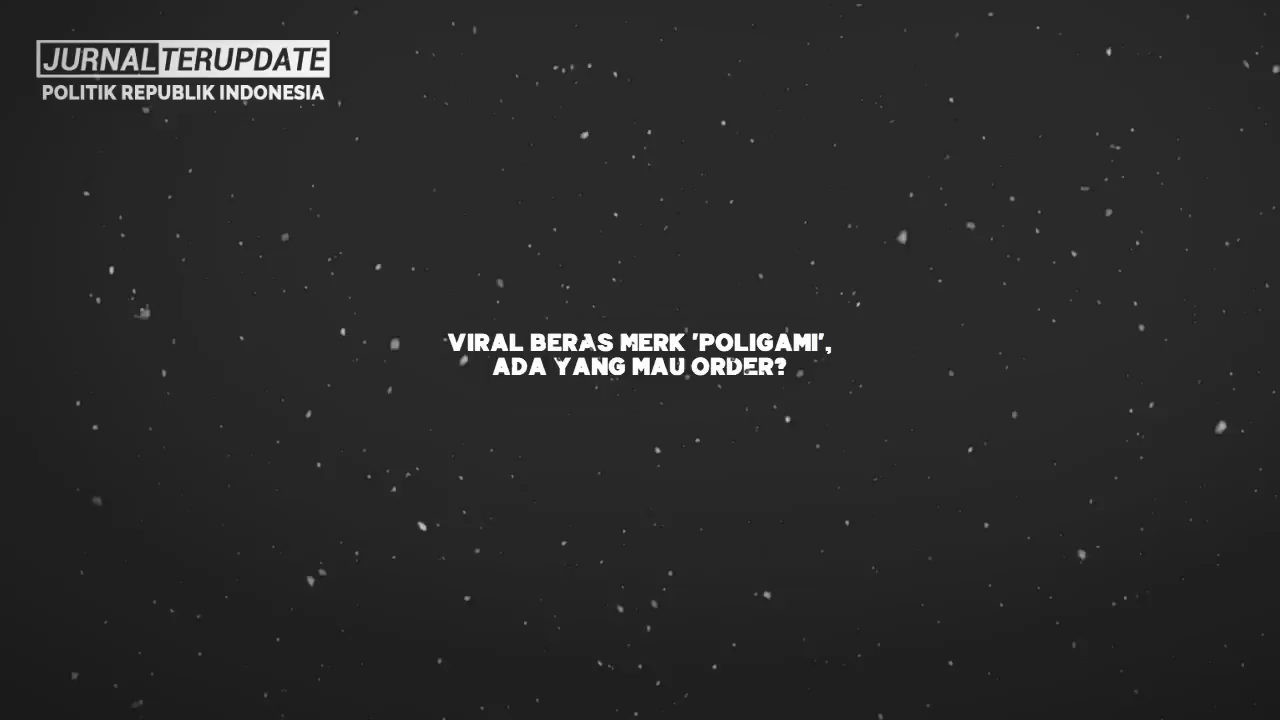 JURNALTERUPDATE
POLITIK REPUBLIK INDONESIA
VIRAL BERAS MERK 'POLIGAMI',
ADA YANG MAU ORDER?